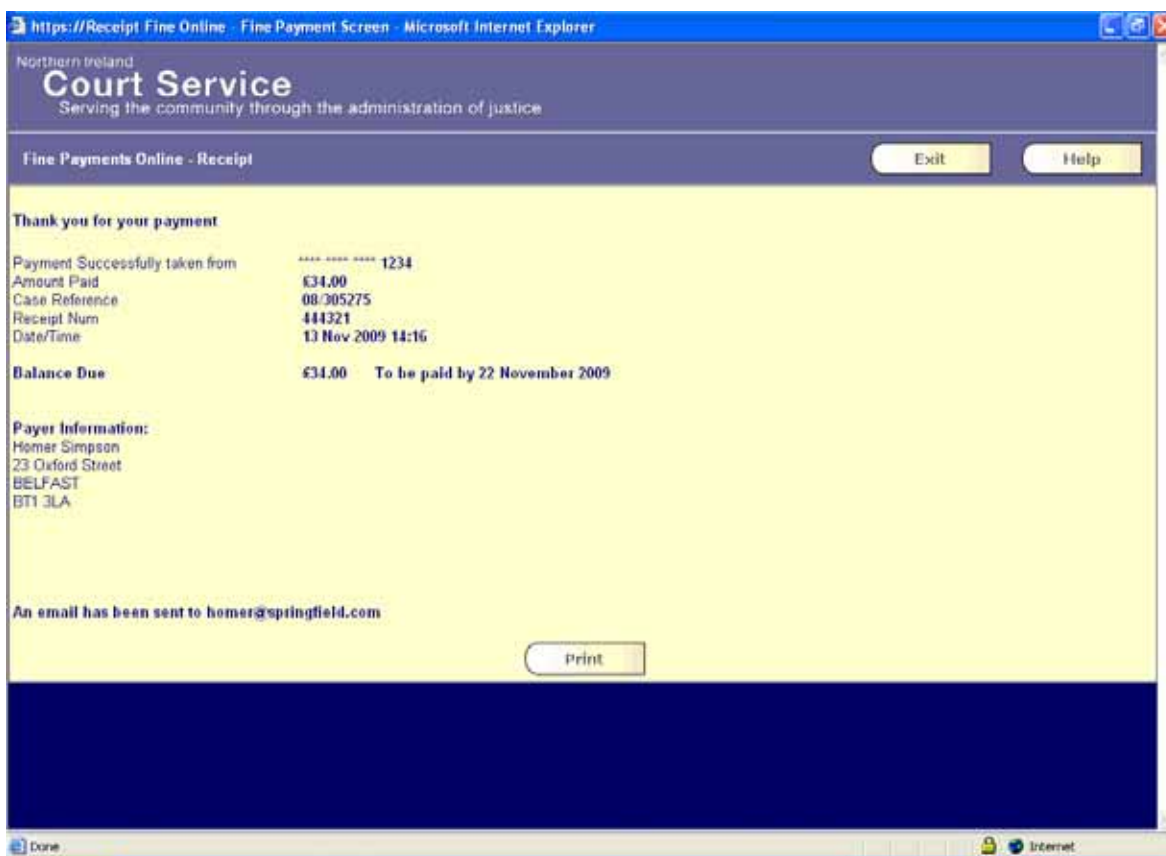 https://Receipt Fine Online - Fine Payment Screen - Microsoft Internet Explorer
Northern Ireland
Court Service
Serving the community through the administration of justice
Fine Payments Online - Receipt Exit Help
Thank you for your payment
Payment Successfully taken from **** **** **** 1234
Amount Paid £34.00
Case Reference 08/305275
Receipt Num 444321
Date/Time 13 Nov 2009 14:16
Balance Due £34.00 To be paid by 22 November 2009
Payer Information:
Homer Simpson
23 Oxford Street
BELFAST
BT1 3LA
An email has been sent to homer@springfield.com
Print
Done Internet